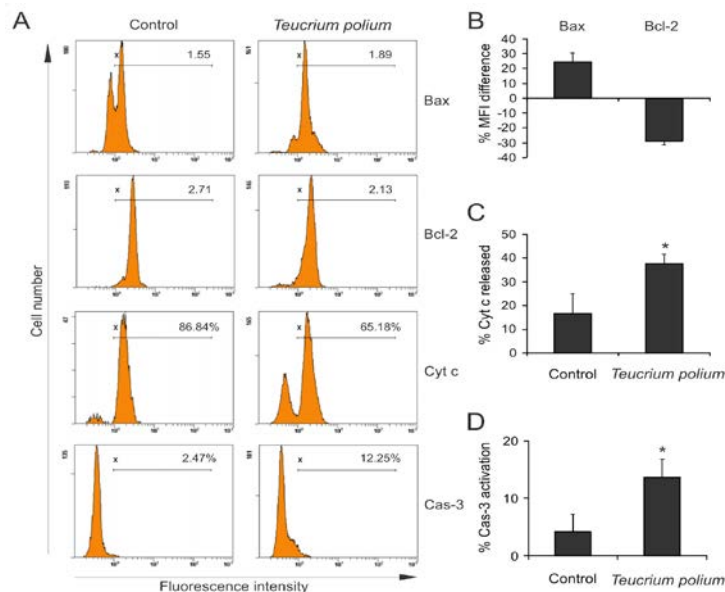 A
Control
Teucrium polium
x 1.55
x 1.89
Bax
x 2.71
x 2.13
Bcl-2
x 86.84%
x 65.18%
Cyt c
x 2.47%
x 12.25%
Cas-3
Cell number
Fluorescence intensity
B
Bax Bcl-2
% MFI difference
40
30
20
10
0
-10
-20
-30
-40
C
% Cyt c released
50
40
30
20
10
0
*
Control Teucrium polium
D
% Cas-3 activation
20
10
0
*
Control Teucrium polium